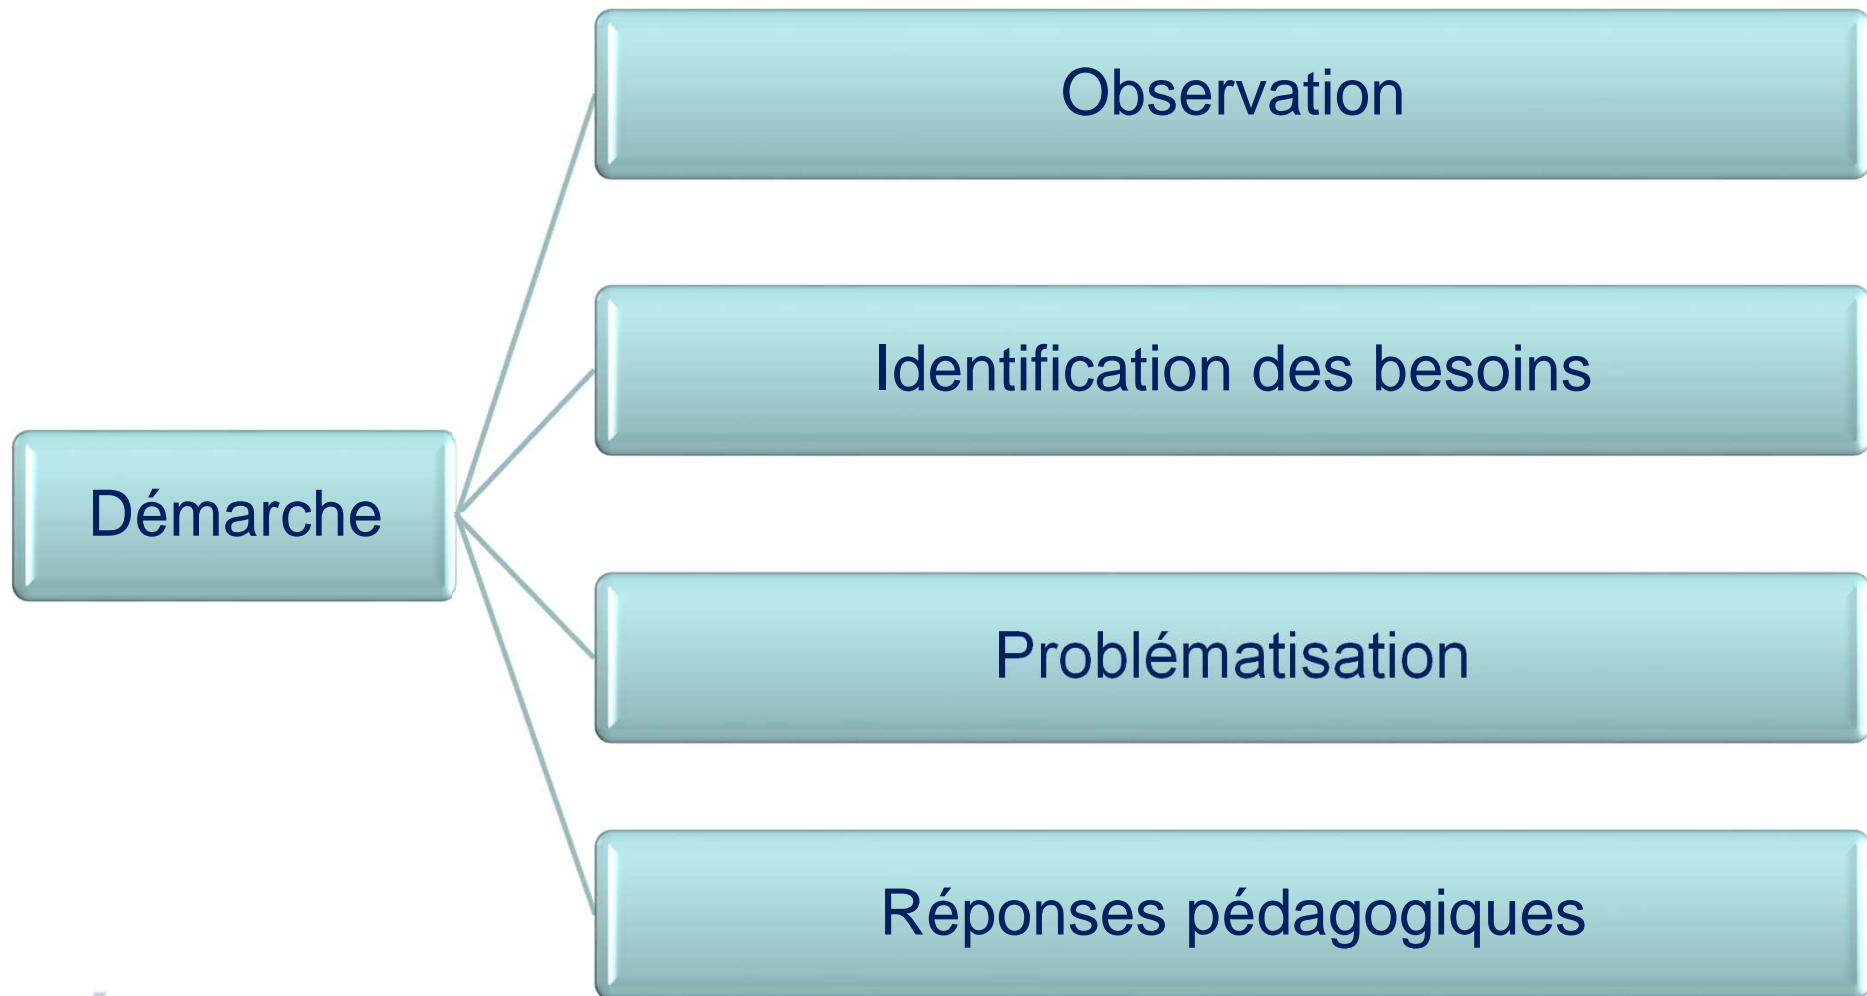 Observation
Identification des besoins
Démarche
Problématisation
Réponses pédagogiques